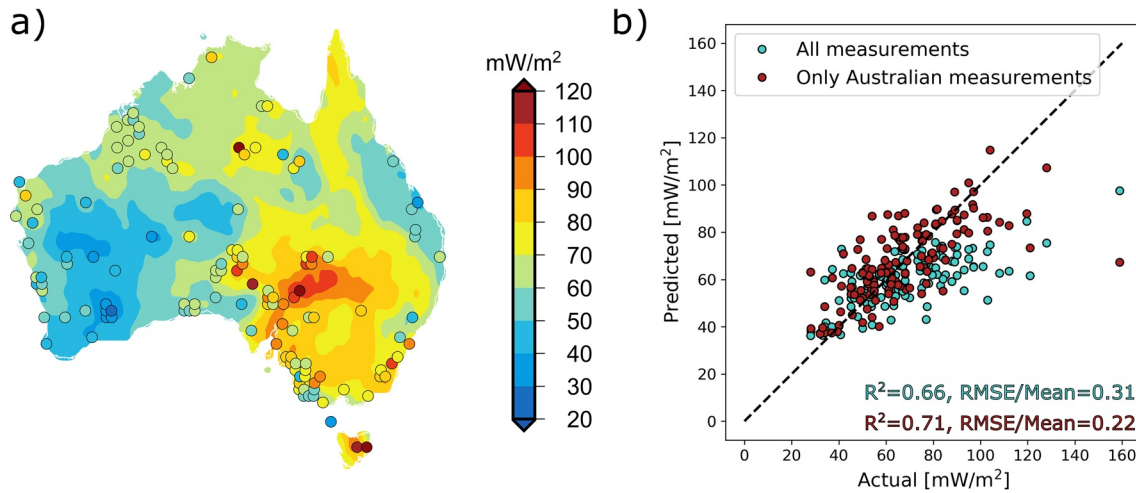 a)
mW/m²
120
110
100
90
80
70
60
50
40
30
20
b)
All measurements
Only Australian measurements
160
140
120
100
80
60
40
20
0
Predicted [mW/m²]
R²=0.66, RMSE/Mean=0.31
R²=0.71, RMSE/Mean=0.22
0 20 40 60 80 100 120 140 160
Actual [mW/m²]